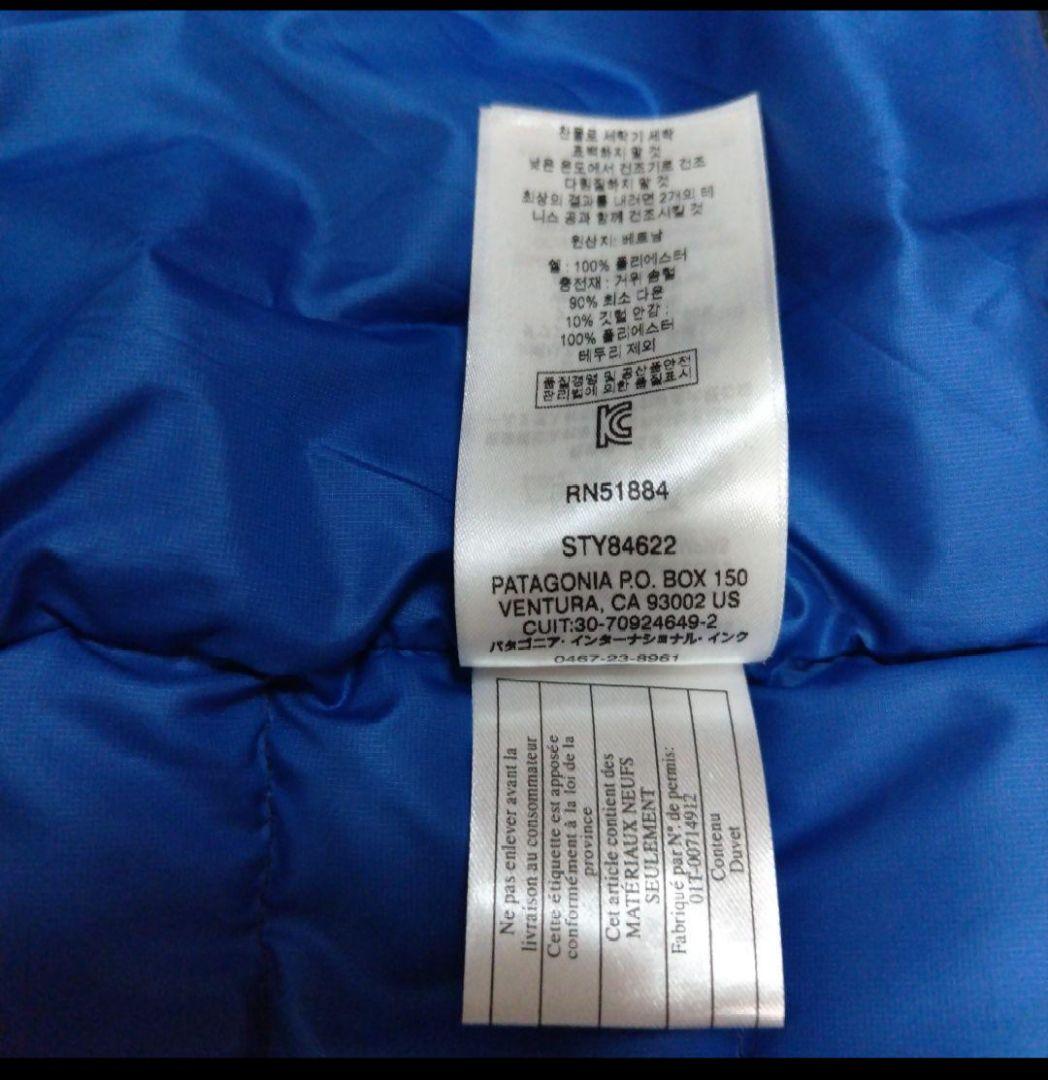 찬물로 세탁기 세탁
표백하지 말 것
낮은 온도에서 건조기로 건조
다림질하지 말 것
최상의 결과를 내려면 2개의 테
니스 공과 함께 건조시킬 것
원산지: 베트남
쉘 : 100% 폴리에스터
충전재 : 거위 솜털
90% 최소 다운
10% 깃털 안감 :
100% 폴리에스터
테두리 제외
RN51884
STY84622
PATAGONIA P.O. BOX 150
VENTURA, CA 93002 US
CUIT:30-70924649-2
パタゴニア・インターナショナル・インク
0467-23-8961
Ne pas enlever avant la
livraison au consommateur
Cette étiquette est apposée
conformément à la loi de la
province
Cet article contient des
MATÉRIAUX NEUFS
SEULEMENT
Fabriqué par Nº. de permis:
01T-00714912
Contenu
Duvet